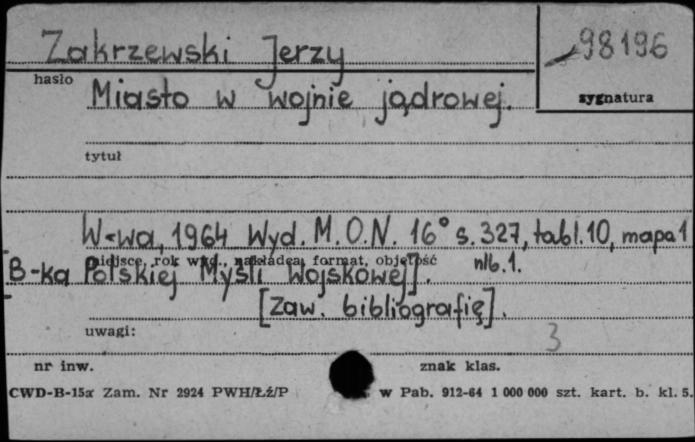 Zakrzewski Jerzy
98196
hasło
sygnatura
Miasto w wojnie jądrowej.
tytuł
W-wa, 1964 Wyd. M.O.N. 16° s. 327, tabl. 10, mapa 1
miejsce, rok wyd., nakładca, format, objętość
nlb. 1.
[B-ka Polskiej Myśli Wojskowej].
[Zaw. bibliografię].
uwagi:
3
nr inw.
znak klas.
CWD-B-15a Zam. Nr 2924 PWH/Łź/P w Pab. 912-64 1 000 000 szt. kart. b. kl. 5.